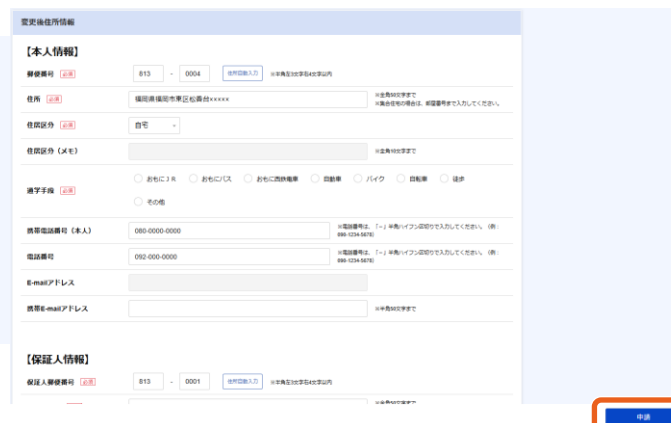 変更後住所情報
【本人情報】
郵便番号 必須 813 - 0004 住所自動入力 ※半角左3文字右4文字以内
住所 必須 福岡県福岡市東区松香台xxxxx ※全角50文字まで
※集合住宅の場合は、部屋番号まで入力してください。
住居区分 必須 自宅
住居区分（メモ） ※全角10文字まで
通学手段 必須 おもにＪＲ おもにバス おもに西鉄電車 自動車 バイク 自転車 徒歩
その他
携帯電話番号（本人） 080-0000-0000 ※電話番号は、「－」半角ハイフン区切りで入力してください。（例：
090-1234-5678）
電話番号 092-000-0000 ※電話番号は、「－」半角ハイフン区切りで入力してください。（例：
090-1234-5678）
E-mailアドレス
携帯E-mailアドレス ※半角50文字まで
【保証人情報】
保証人郵便番号 必須 813 - 0001 住所自動入力 ※半角左3文字右4文字以内
申請